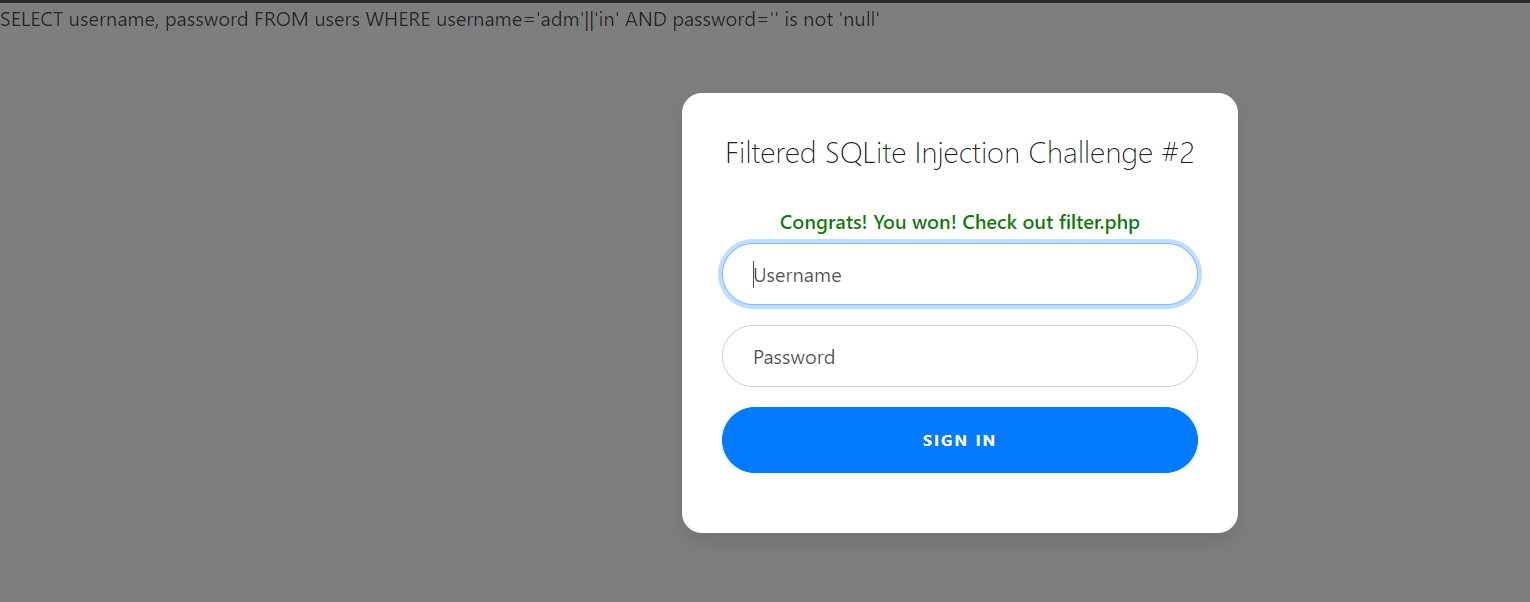 SELECT username, password FROM users WHERE username='adm'||'in' AND password='' is not 'null'
Filtered SQLite Injection Challenge #2
Congrats! You won! Check out filter.php
Username
Password
SIGN IN